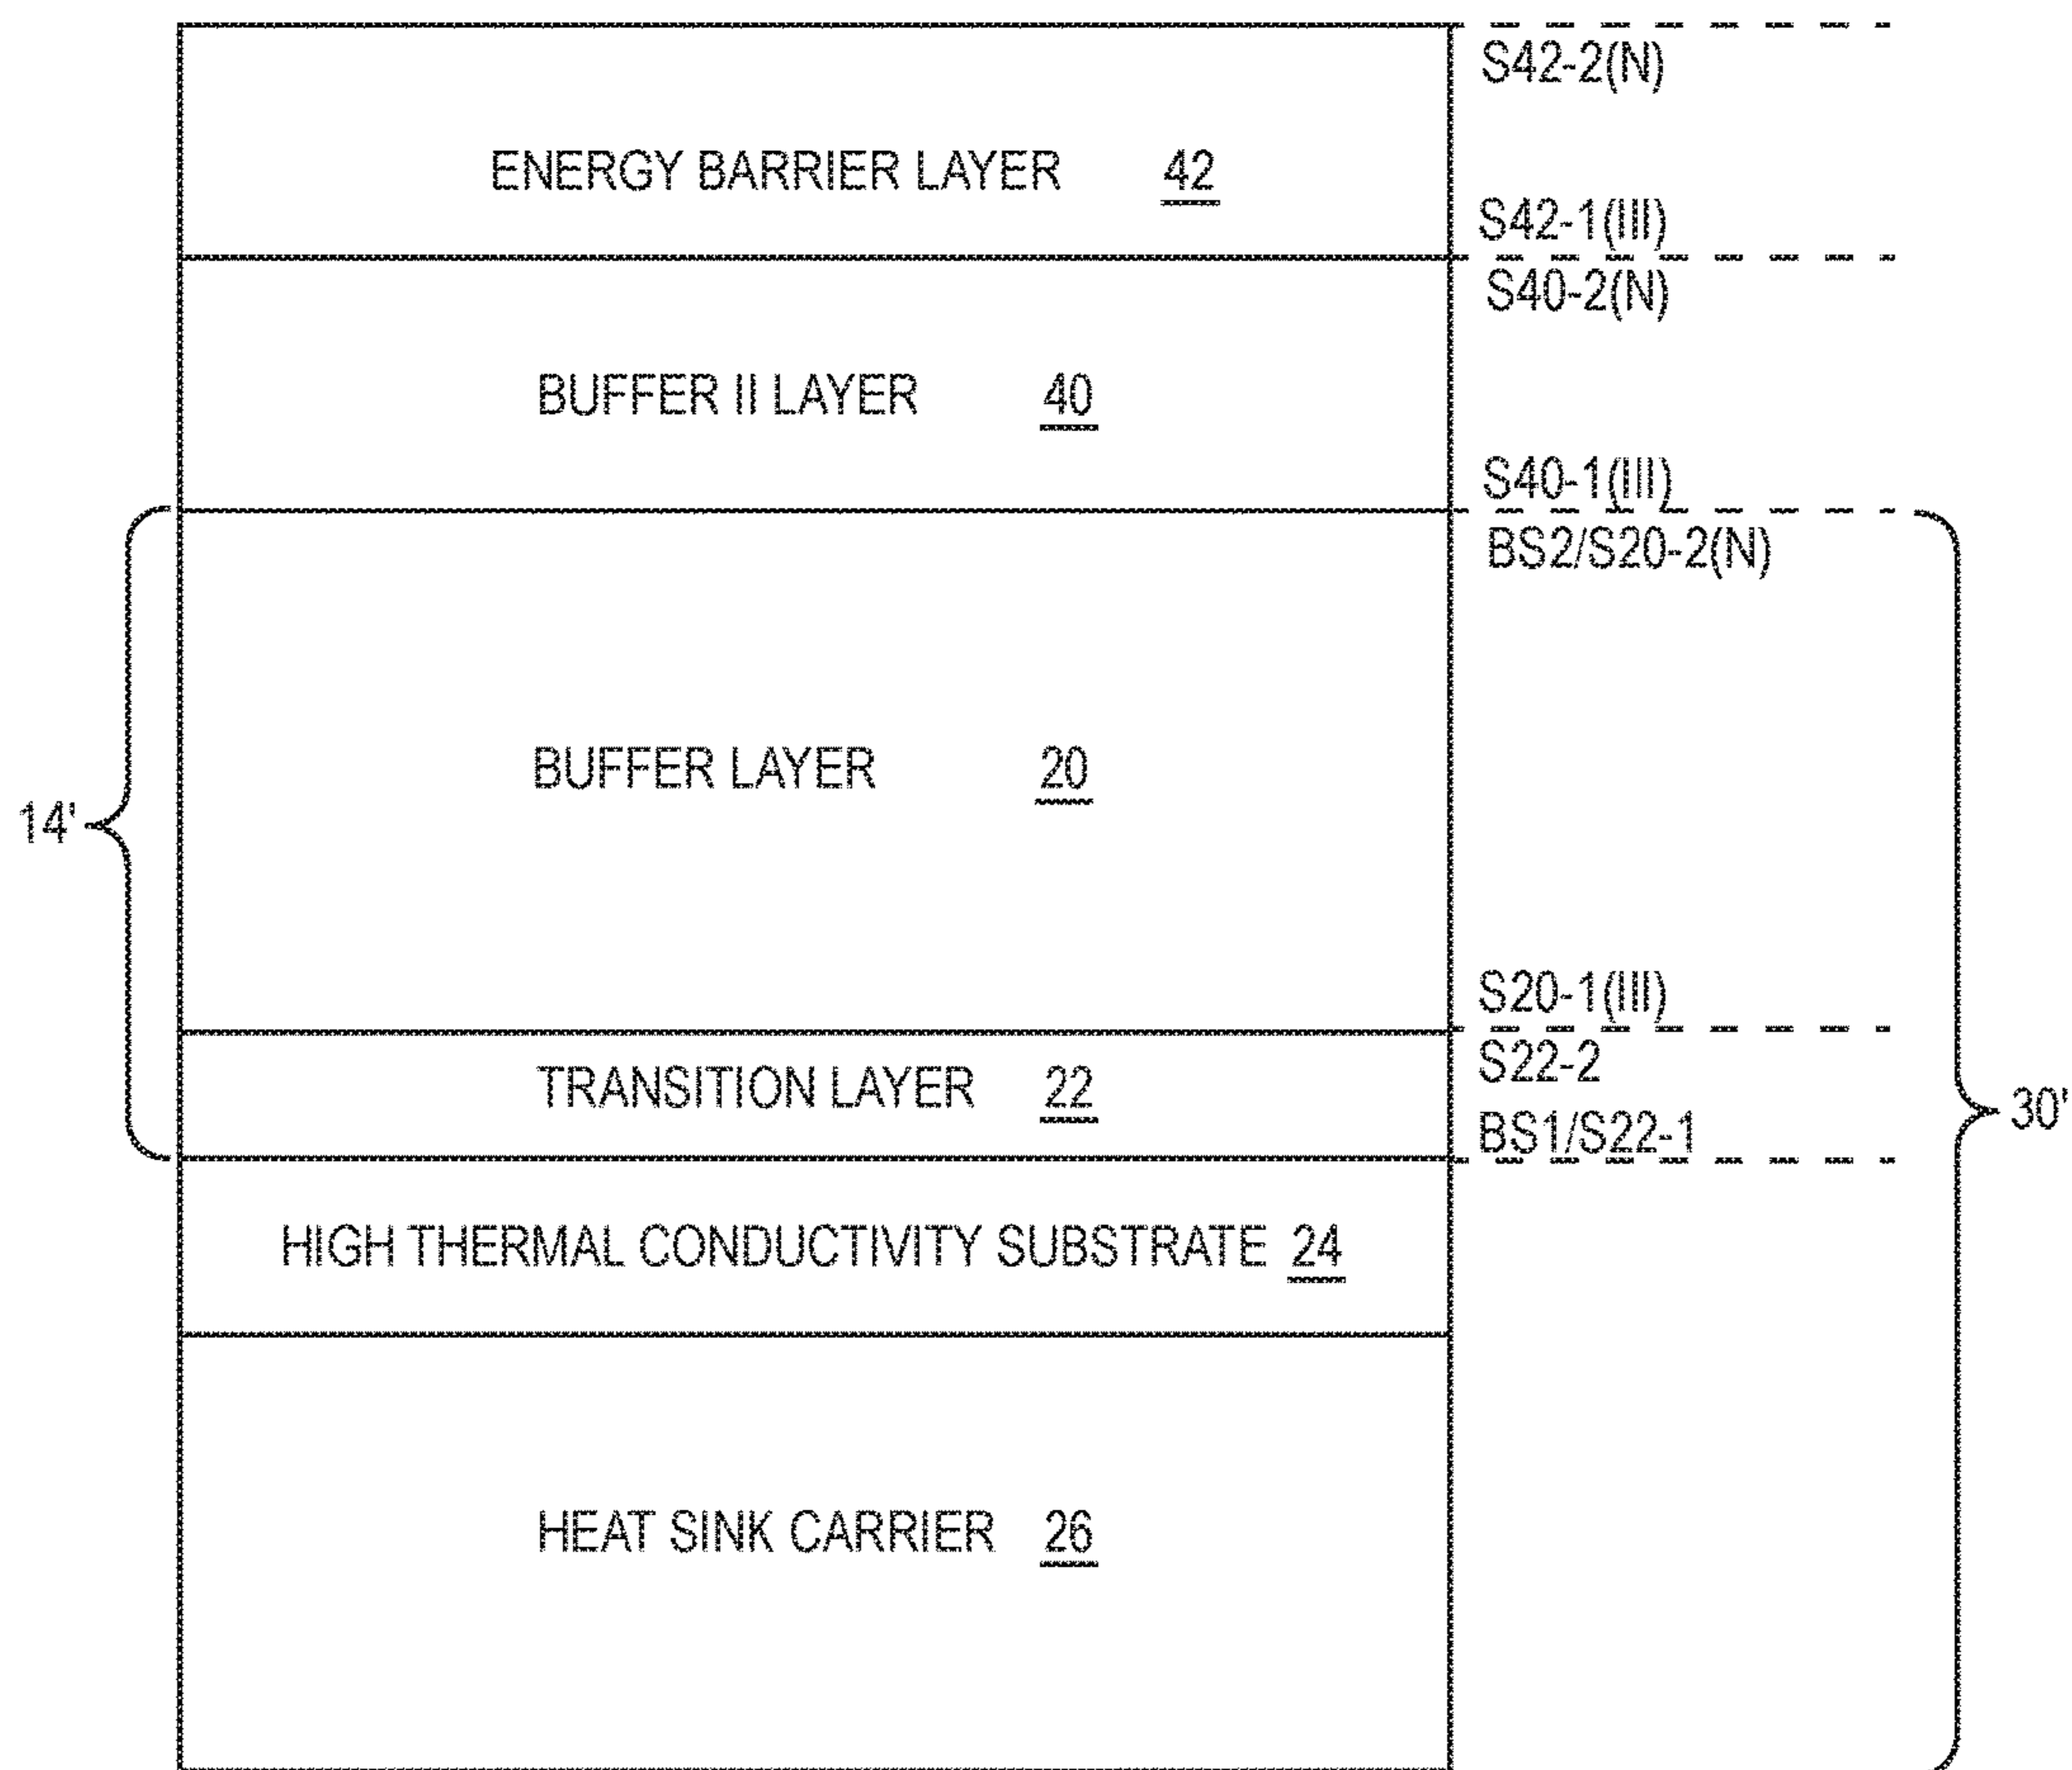 S42-2(N)
ENERGY BARRIER LAYER 42
S42-1(III)
S40-2(N)
BUFFER II LAYER 40
S40-1(III)
BS2/S20-2(N)
BUFFER LAYER 20
14'
S20-1(III)
S22-2
TRANSITION LAYER 22
30'
BS1/S22-1
HIGH THERMAL CONDUCTIVITY SUBSTRATE 24
HEAT SINK CARRIER 26